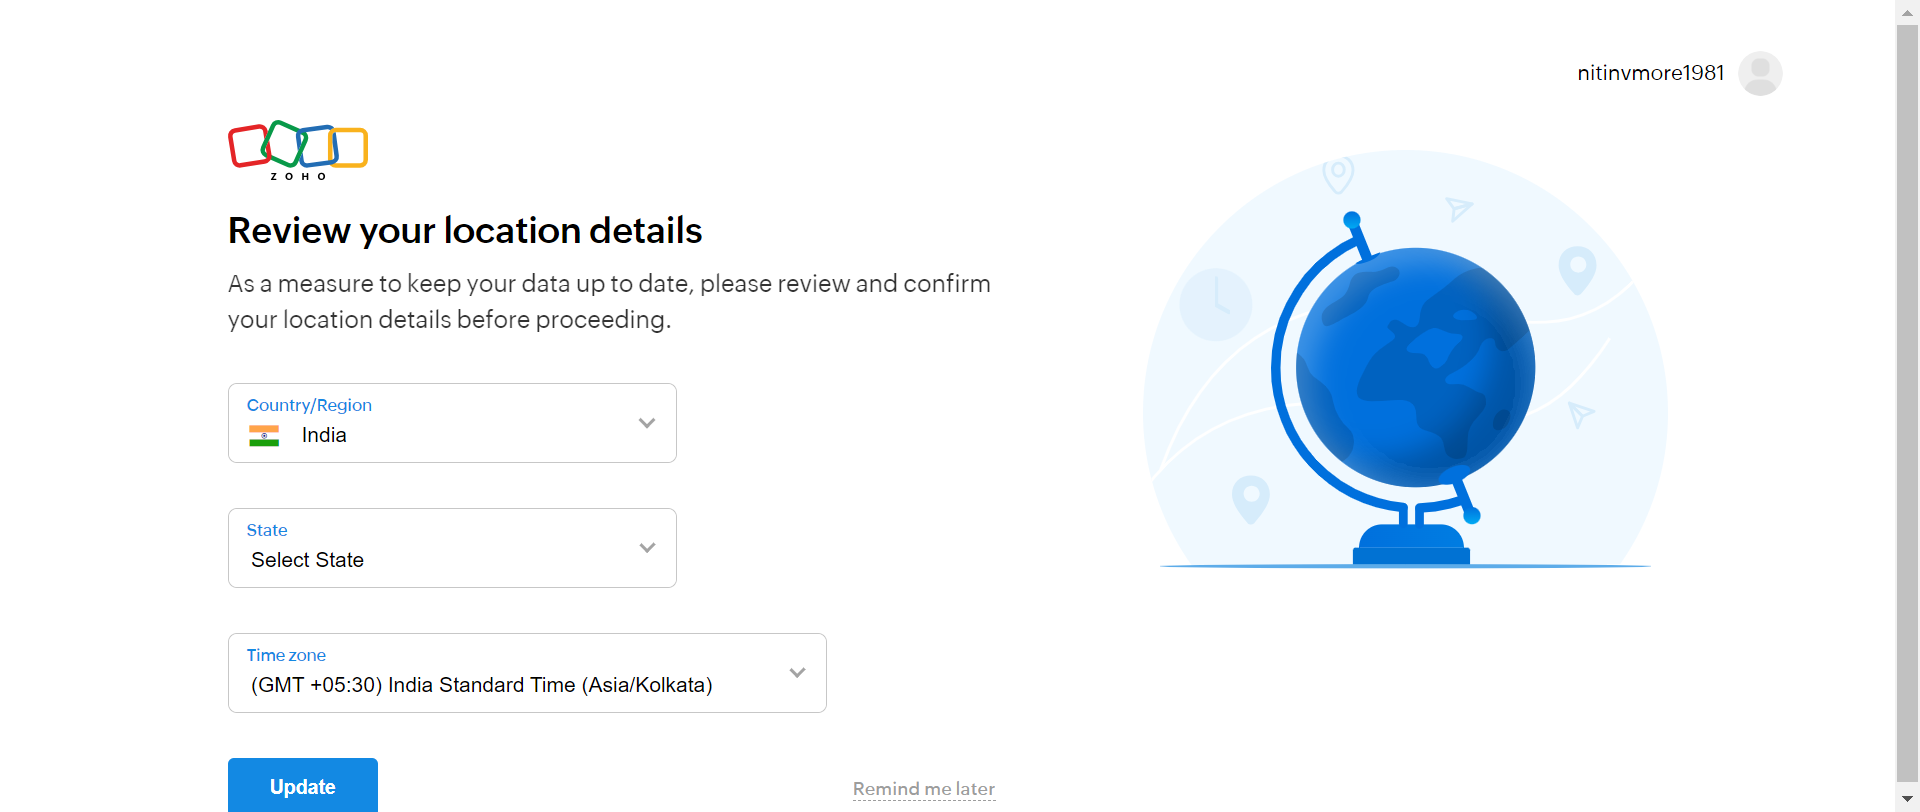 nitinvmore1981
ZOHO
Review your location details
As a measure to keep your data up to date, please review and confirm
your location details before proceeding.
Country/Region
India
State
Select State
Time zone
(GMT +05:30) India Standard Time (Asia/Kolkata)
Update
Remind me later